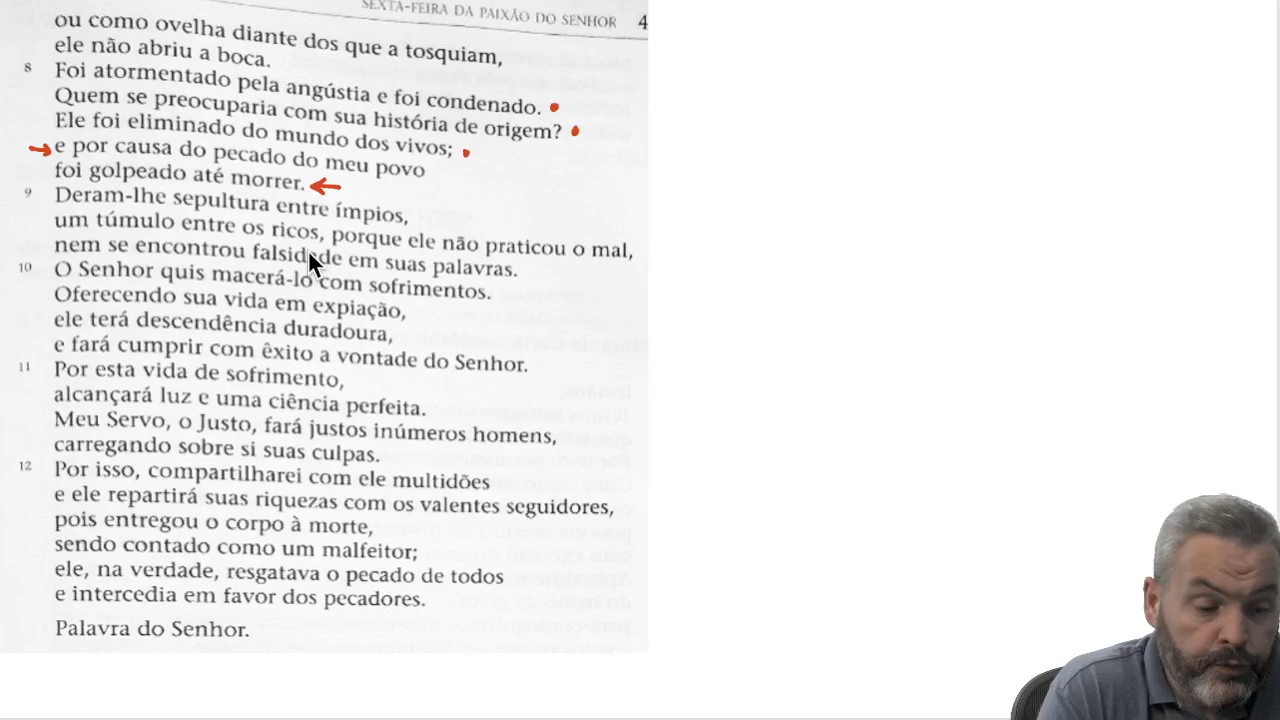 SEXTA-FEIRA DA PAIXÃO DO SENHOR 4
ou como ovelha diante dos que a tosquiam,
ele não abriu a boca.
8 Foi atormentado pela angústia e foi condenado.
Quem se preocuparia com sua história de origem?
Ele foi eliminado do mundo dos vivos;
e por causa do pecado do meu povo
foi golpeado até morrer.
9 Deram-lhe sepultura entre ímpios,
um túmulo entre os ricos, porque ele não praticou o mal,
nem se encontrou falsidade em suas palavras.
10 O Senhor quis macerá-lo com sofrimentos.
Oferecendo sua vida em expiação,
ele terá descendência duradoura,
e fará cumprir com êxito a vontade do Senhor.
11 Por esta vida de sofrimento,
alcançará luz e uma ciência perfeita.
Meu Servo, o Justo, fará justos inúmeros homens,
carregando sobre si suas culpas.
12 Por isso, compartilharei com ele multidões
e ele repartirá suas riquezas com os valentes seguidores,
pois entregou o corpo à morte,
sendo contado como um malfeitor;
ele, na verdade, resgatava o pecado de todos
e intercedia em favor dos pecadores.
Palavra do Senhor.